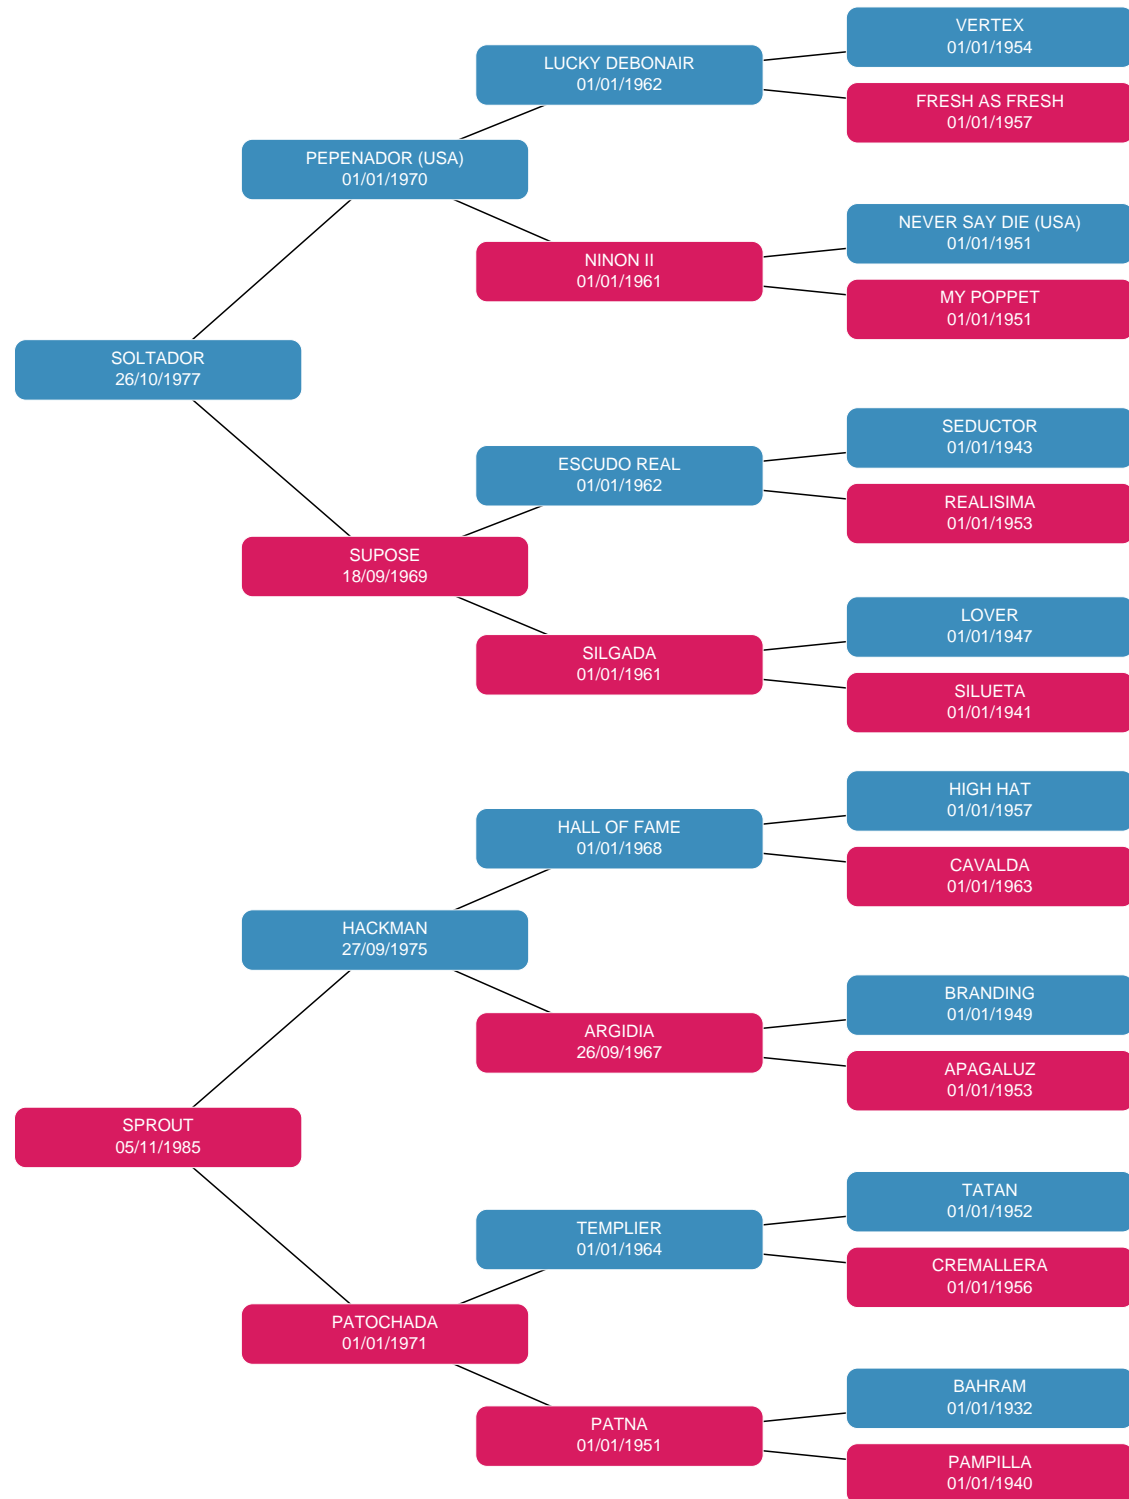 VERTEX
01/01/1954
LUCKY DEBONAIR
01/01/1962
FRESH AS FRESH
01/01/1957
PEPENADOR (USA)
01/01/1970
NEVER SAY DIE (USA)
01/01/1951
NINON II
01/01/1961
MY POPPET
01/01/1951
SOLTADOR
26/10/1977
SEDUCTOR
01/01/1943
ESCUDO REAL
01/01/1962
REALISIMA
01/01/1953
SUPOSE
18/09/1969
LOVER
01/01/1947
SILGADA
01/01/1961
SILUETA
01/01/1941
HIGH HAT
01/01/1957
HALL OF FAME
01/01/1968
CAVALDA
01/01/1963
HACKMAN
27/09/1975
BRANDING
01/01/1949
ARGIDIA
26/09/1967
APAGALUZ
01/01/1953
SPROUT
05/11/1985
TATAN
01/01/1952
TEMPLIER
01/01/1964
CREMALLERA
01/01/1956
PATOCHADA
01/01/1971
BAHRAM
01/01/1932
PATNA
01/01/1951
PAMPILLA
01/01/1940